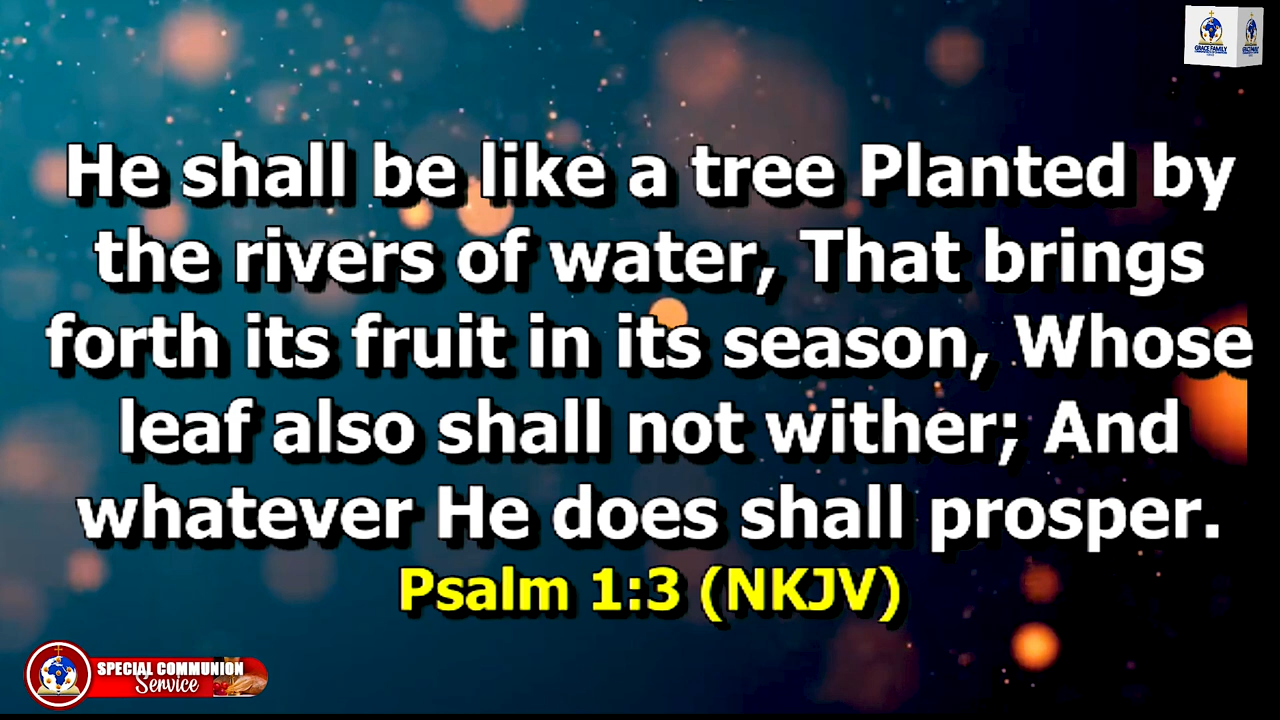 GRACE FAMILY
He shall be like a tree Planted by
the rivers of water, That brings
forth its fruit in its season, Whose
leaf also shall not wither; And
whatever He does shall prosper.
Psalm 1:3 (NKJV)
SPECIAL COMMUNION
Service